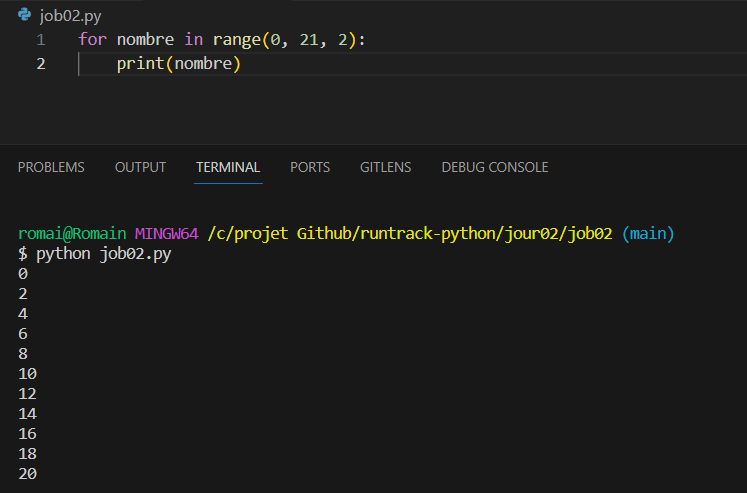 job02.py
1 for nombre in range(0, 21, 2):
2 print(nombre)
PROBLEMS OUTPUT TERMINAL PORTS GITLENS DEBUG CONSOLE
romai@Romain MINGW64 /c/projet Github/runtrack-python/jour02/job02 (main)
$ python job02.py
0
2
4
6
8
10
12
14
16
18
20